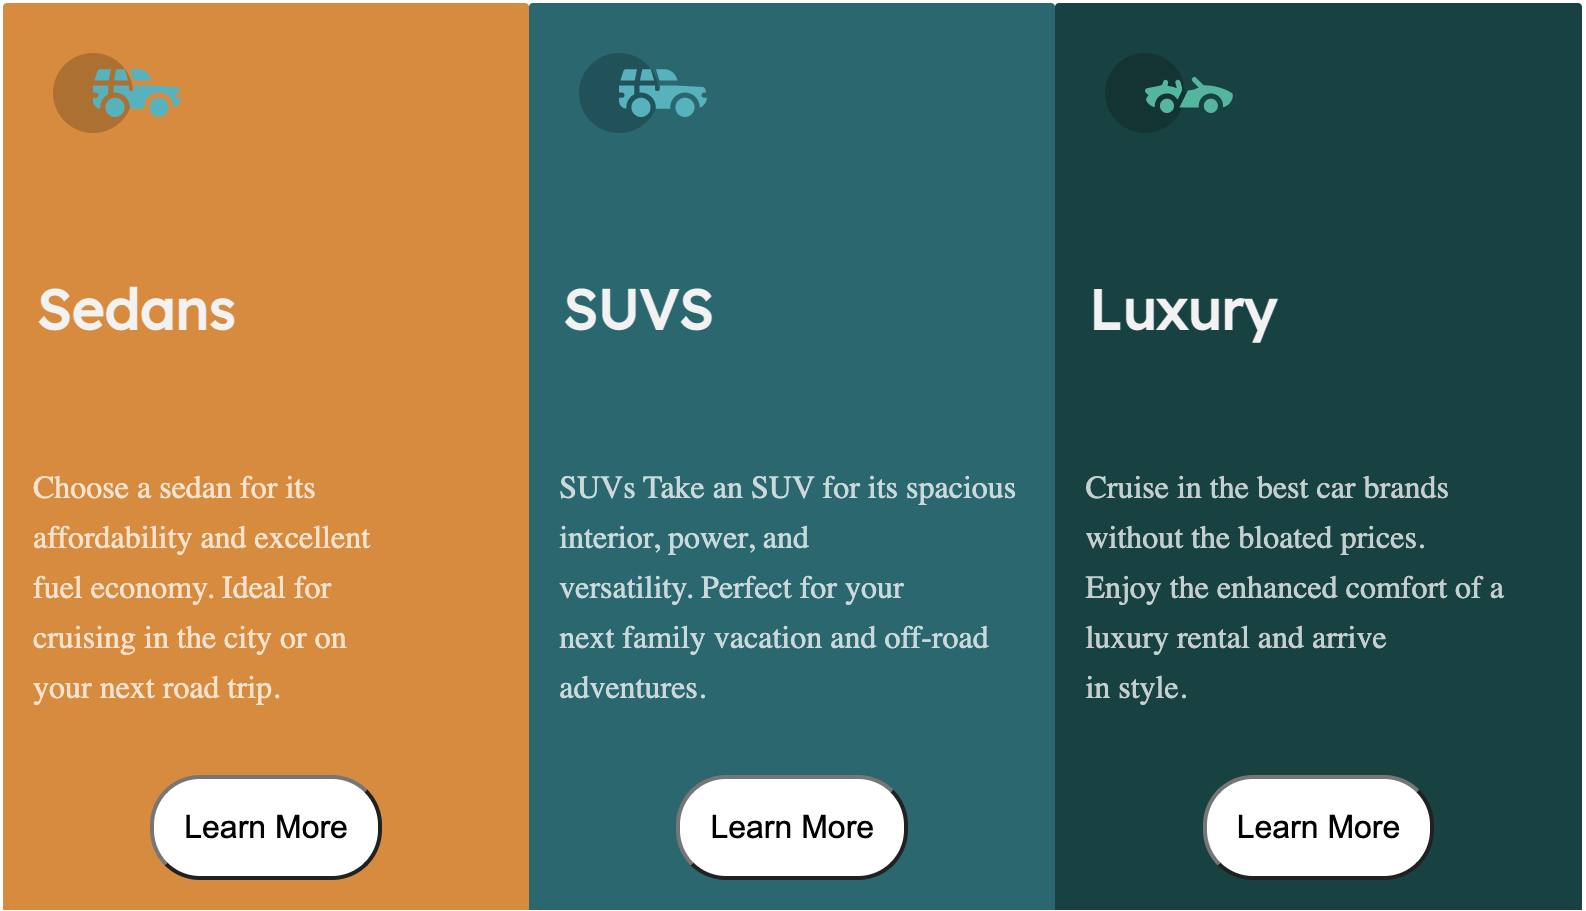 Sedans
Choose a sedan for its
affordability and excellent
fuel economy. Ideal for
cruising in the city or on
your next road trip.
Learn More
SUVS
SUVs Take an SUV for its spacious
interior, power, and
versatility. Perfect for your
next family vacation and off-road
adventures.
Learn More
Luxury
Cruise in the best car brands
without the bloated prices.
Enjoy the enhanced comfort of a
luxury rental and arrive
in style.
Learn More